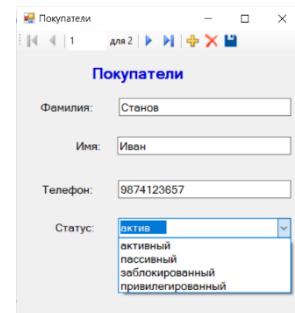 Покупатели
1 для 2
Покупатели
Фамилия: Станов
Имя: Иван
Телефон: 9874123657
Статус: актив
активный
пассивный
заблокированный
привилегированный